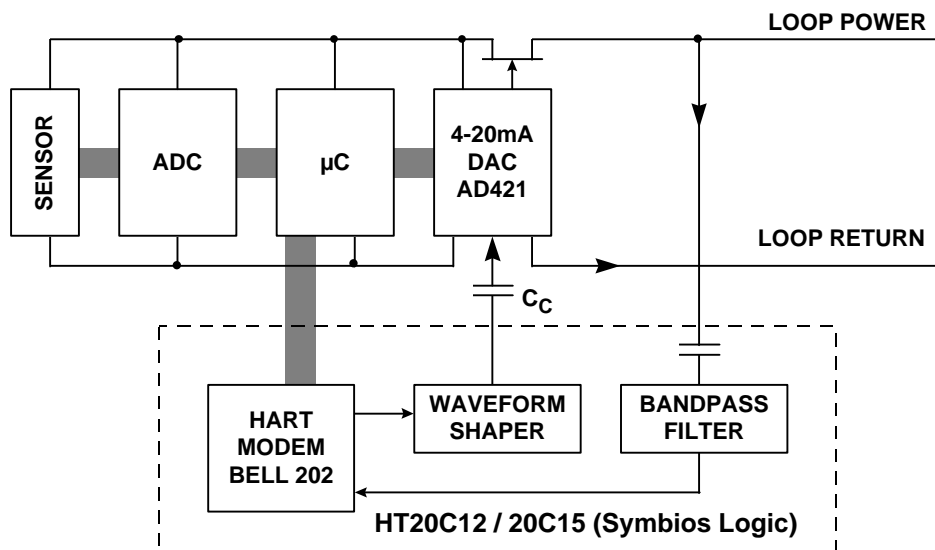 LOOP POWER
SENSOR
ADC
µC
4-20mA
DAC
AD421
LOOP RETURN
CC
HART
MODEM
BELL 202
WAVEFORM
SHAPER
BANDPASS
FILTER
HT20C12 / 20C15 (Symbios Logic)